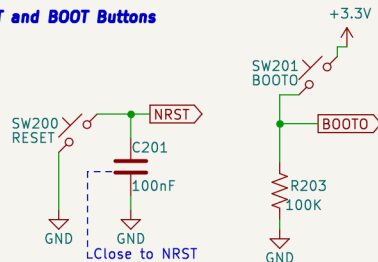 T and BOOT Buttons
+3.3V
SW201
BOOT0
SW200
RESET
NRST
BOOT0
C201
100nF
R203
100K
GND
GND
GND
Close to NRST